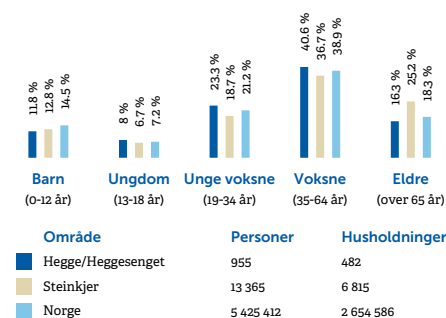 11.8 % 12.8 % 14.5 %
8 % 6.7 % 7.2 %
23.3 % 18.7 % 21.2 %
40.6 % 36.7 % 38.9 %
16.3 % 25.2 % 18.3 %
Barn Ungdom Unge voksne Voksne Eldre
(0-12 år) (13-18 år) (19-34 år) (35-64 år) (over 65 år)
Område Personer Husholdninger
Hegge/Heggesenget 955 482
Steinkjer 13 365 6 815
Norge 5 425 412 2 654 586